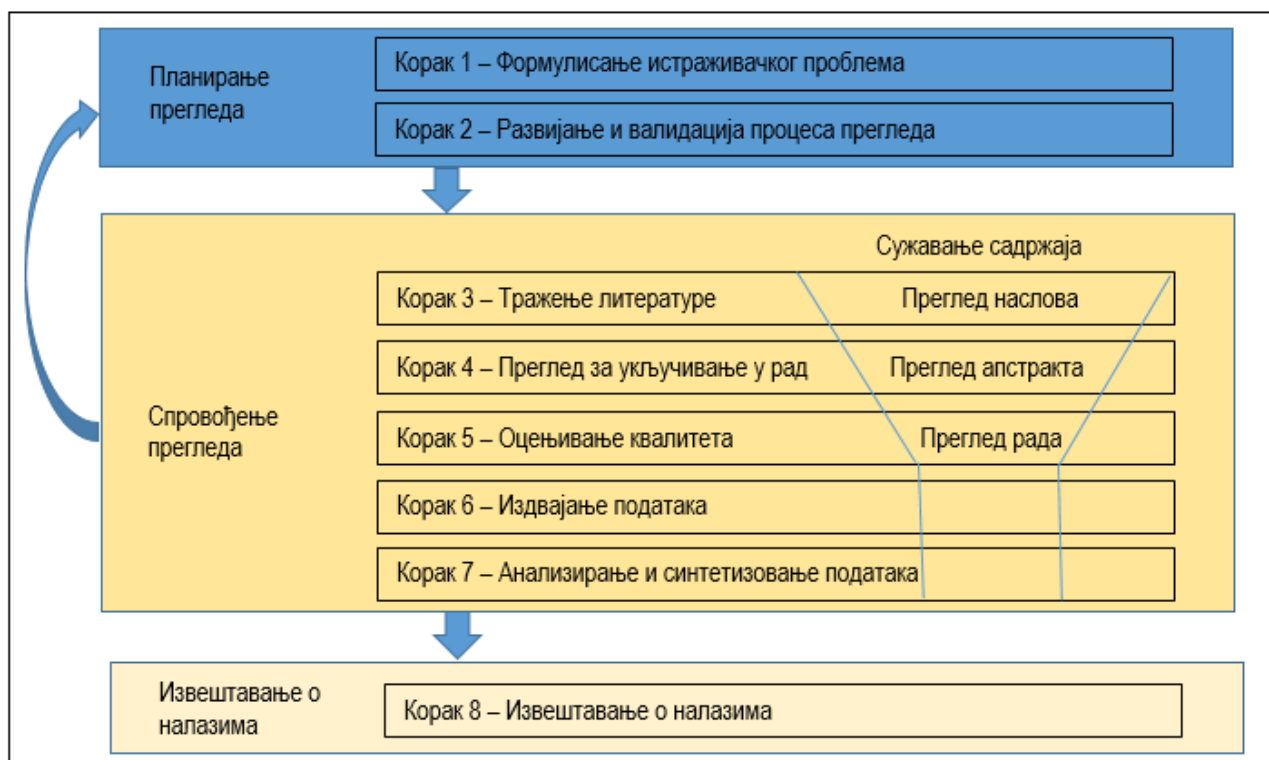 Планирање
прегледа
Корак 1 – Формулисање истраживачког проблема
Корак 2 – Развијање и валидација процеса прегледа
Сужавање садржаја
Корак 3 – Тражење литературе
Преглед наслова
Корак 4 – Преглед за укључивање у рад
Преглед апстракта
Спровођење
прегледа
Корак 5 – Оцењивање квалитета
Преглед рада
Корак 6 – Издвајање података
Корак 7 – Анализирање и синтетизовање података
Извештавање о
налазима
Корак 8 – Извештавање о налазима